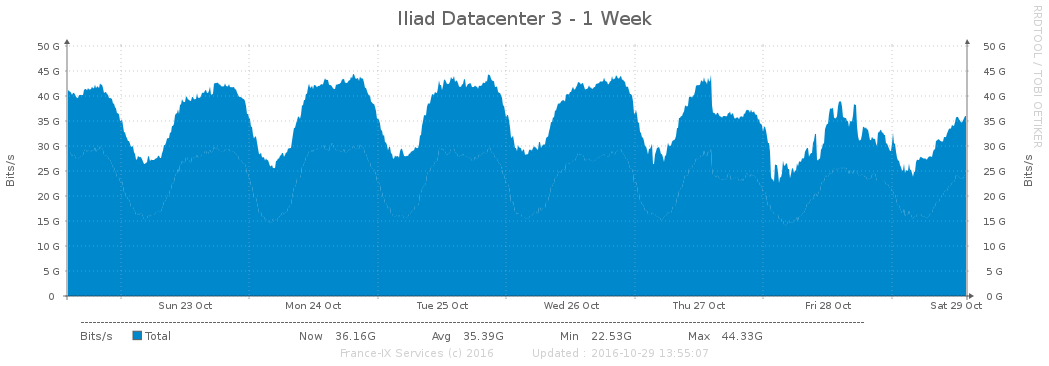 Iliad Datacenter 3 - 1 Week
RRDTOOL / TOBI OETIKER
50 G 50 G
45 G 45 G
40 G 40 G
35 G 35 G
30 G 30 G
25 G 25 G
20 G 20 G
15 G 15 G
10 G 10 G
5 G 5 G
0 0 G
Bits/s Bits/s
Sun 23 Oct Mon 24 Oct Tue 25 Oct Wed 26 Oct Thu 27 Oct Fri 28 Oct Sat 29 Oct
Bits/s Total Now 36.16G Avg 35.39G Min 22.53G Max 44.33G
France-IX Services (c) 2016 Updated : 2016-10-29 13:55:07